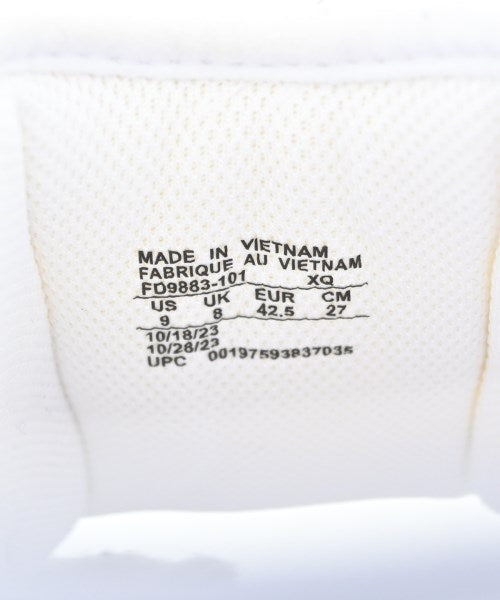 MADE IN VIETNAM
FABRIQUE AU VIETNAM
FD9883-101 XQ
US UK EUR CM
9 8 42.5 27
10/18/23
10/26/23
UPC 00197593837035